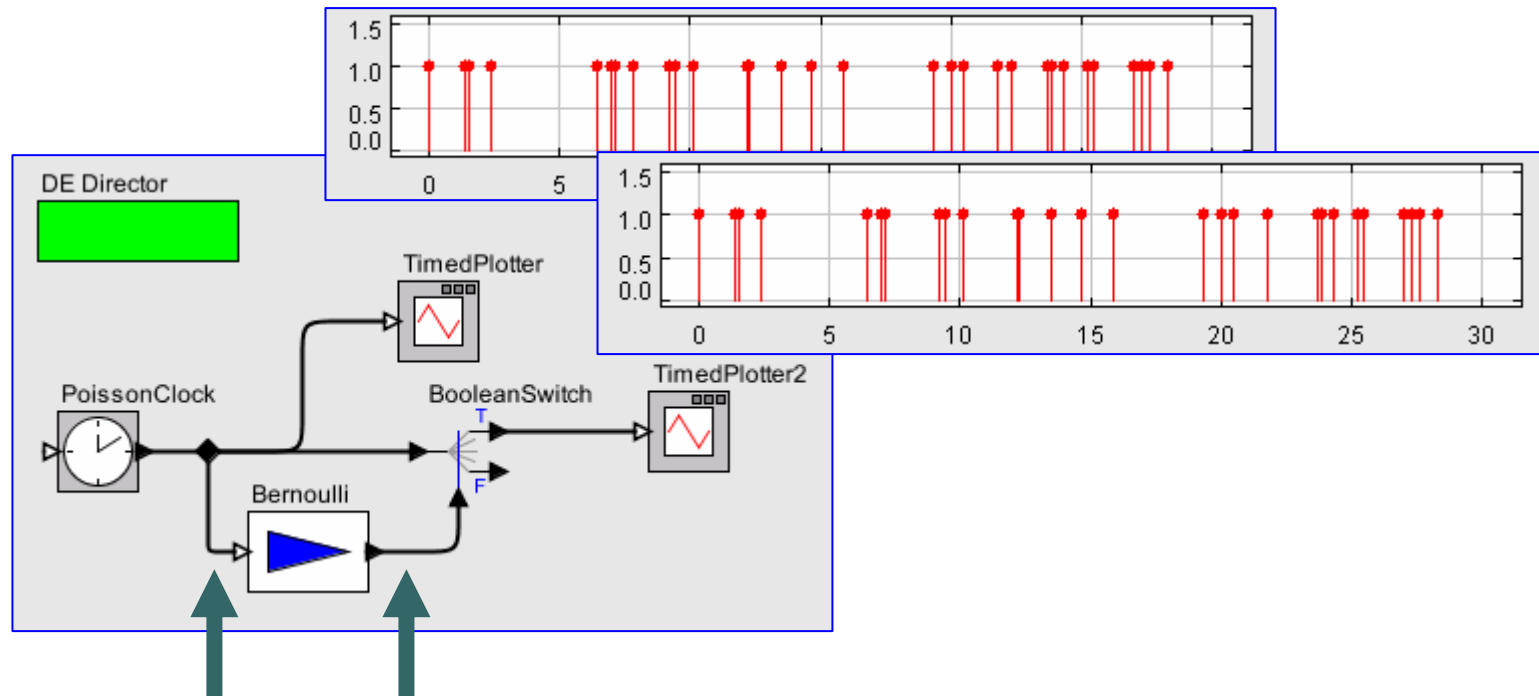 1.5
1.0
0.5
0.0
0 5
1.5
1.0
0.5
0.0
0 5 10 15 20 25 30
DE Director
TimedPlotter
PoissonClock
BooleanSwitch
TimedPlotter2
T
F
Bernoulli